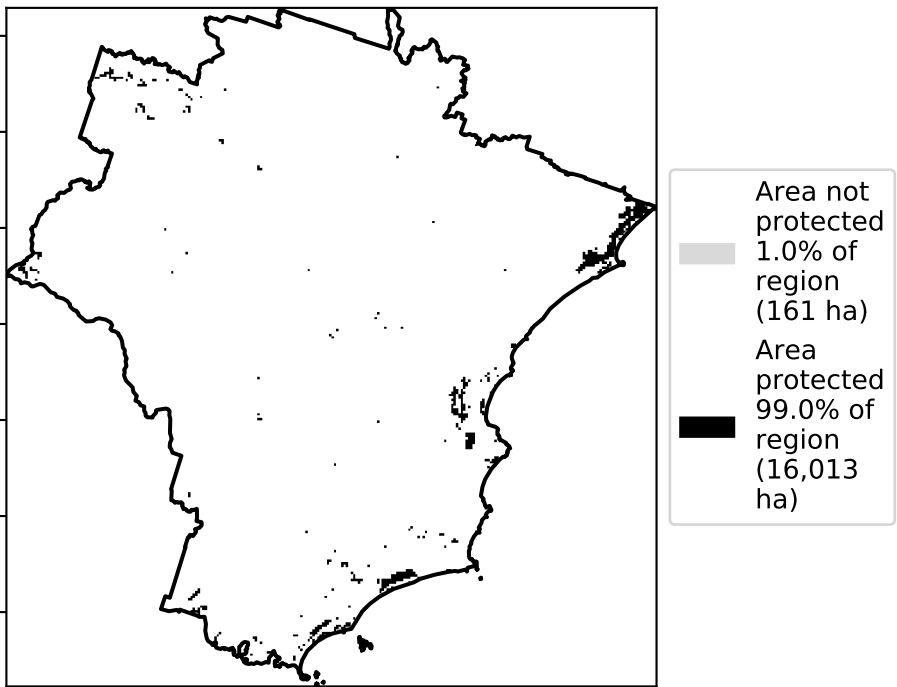 Area not
protected
1.0% of
region
(161 ha)
Area
protected
99.0% of
region
(16,013
ha)